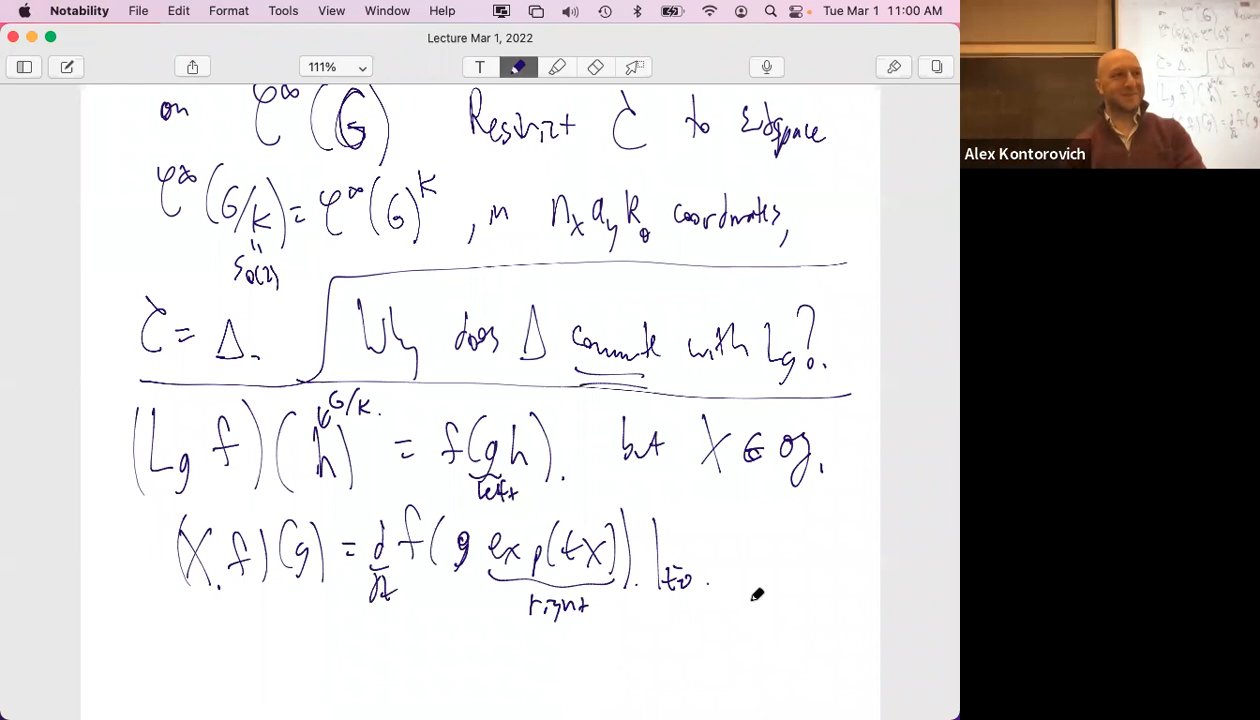 Notability File Edit Format Tools View Window Help Tue Mar 1 11:00 AM
Lecture Mar 1, 2022
111% T
on C^∞(G) Restrict C to subspace
C^∞(G/K) = C^∞(G)^K, in n_x a_y k_θ coordinates,
"
SO(2)
C = Δ. Why does Δ commute with L_g?
(L_g f)(h) = f(gh). but X ∈ g,
∈ G/K.
left
(X.f)(g) = d/dt f(g exp(tX)).|t=0.
right
Alex Kontorovich